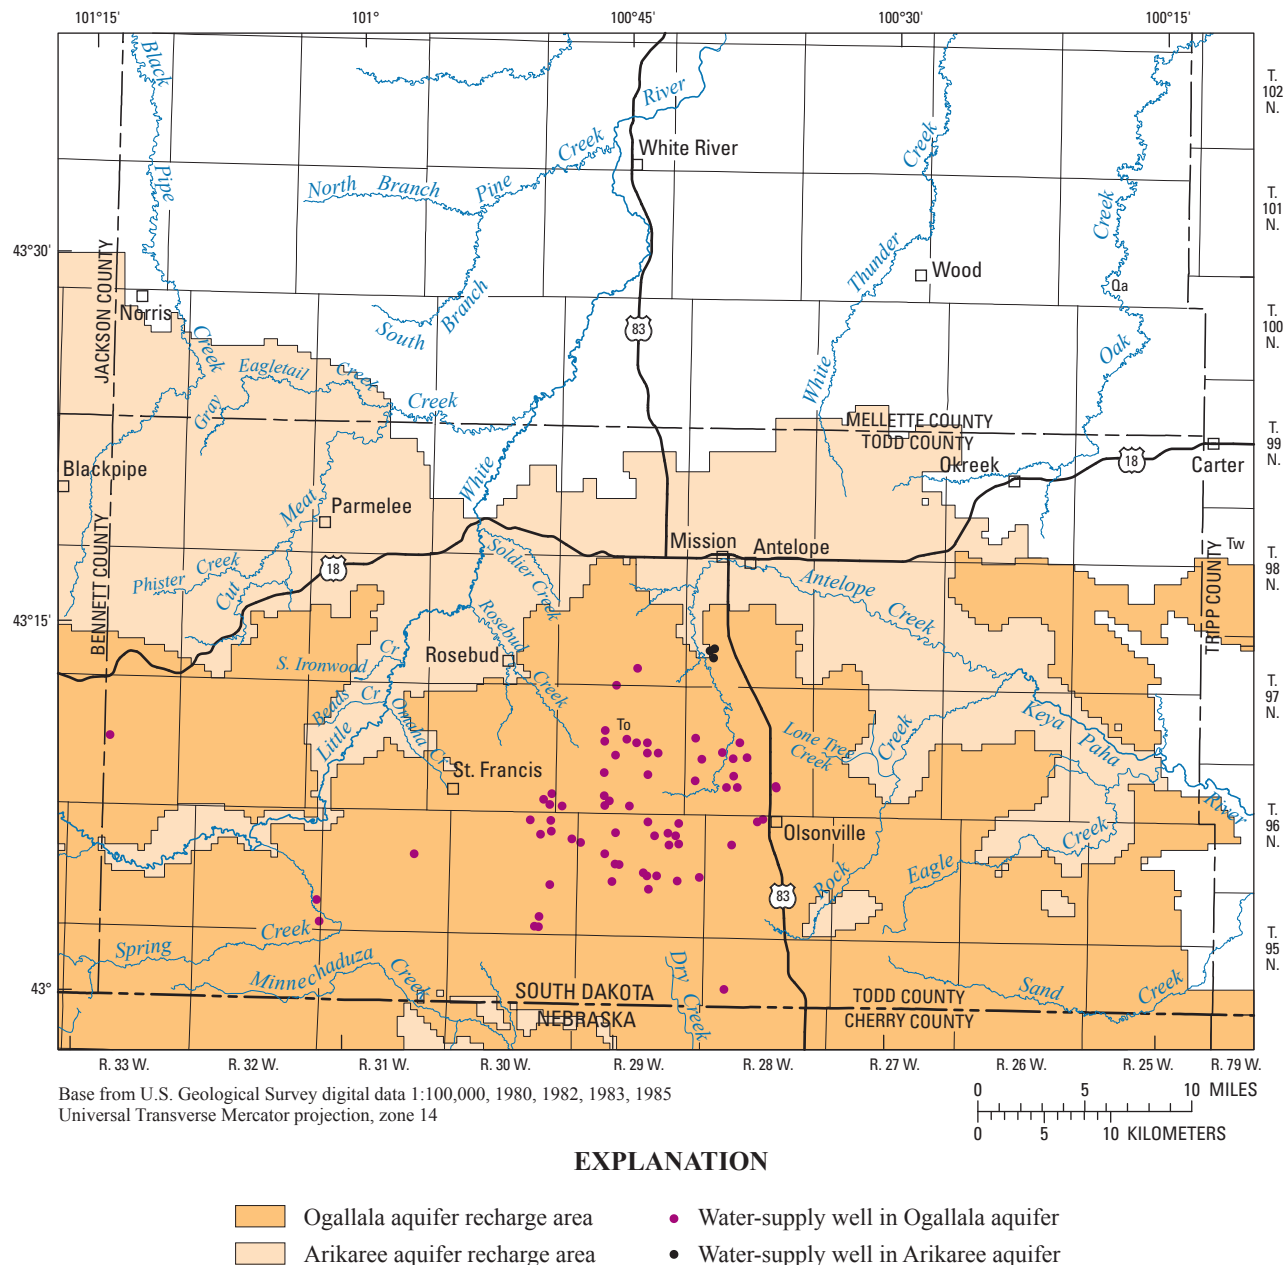 101°15'
101°
100°45'
100°30'
100°15'
Black
River
T.
102
N.
Creek
White River
Creek
Pipe
North Branch
Pine
Creek
T.
101
N.
43°30'
JACKSON COUNTY
Thunder
Wood
Qa
Norris
South
Branch
83
T.
100
N.
Creek
Eagletail
Creek
Gray
Creek
White
Oak
MELLETTE COUNTY
TODD COUNTY
T.
99
N.
Blackpipe
White
Okreek
18
Carter
Meat
Parmelee
Mission
Antelope
Tw
Phister Creek
Cut
18
Soldier Creek
Antelope
Creek
T.
98
N.
43°15'
BENNETT COUNTY
TRIPP COUNTY
Rosebud
Creek
S. Ironwood Cr
Rosebud
Beads Cr
Omaha Cr
Little
To
Lone Tree
Creek
Creek
Keya Paha
River
T.
97
N.
St. Francis
Olsonville
Creek
T.
96
N.
Eagle
Rock
83
Spring
Creek
T.
95
N.
Minnechaduza
Creek
Dry Creek
Sand
Creek
43°
SOUTH DAKOTA
NEBRASKA
TODD COUNTY
CHERRY COUNTY
R. 33 W.
R. 32 W.
R. 31 W.
R. 30 W.
R. 29 W.
R. 28 W.
R. 27 W.
R. 26 W.
R. 25 W.
R. 79 W.
Base from U.S. Geological Survey digital data 1:100,000, 1980, 1982, 1983, 1985
Universal Transverse Mercator projection, zone 14
0 5 10 MILES
0 5 10 KILOMETERS
EXPLANATION
Ogallala aquifer recharge area
Water-supply well in Ogallala aquifer
Arikaree aquifer recharge area
Water-supply well in Arikaree aquifer